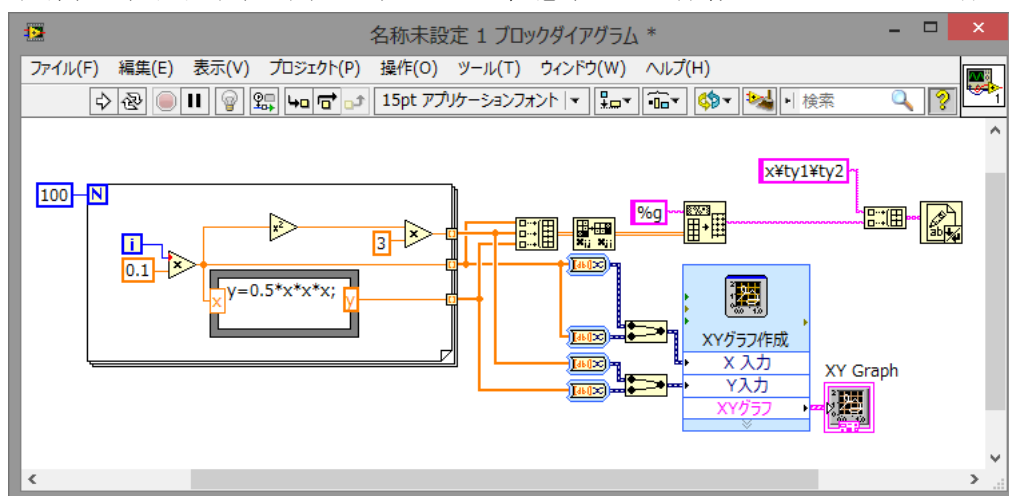 名称未設定 1 ブロックダイアグラム *
ファイル(F) 編集(E) 表示(V) プロジェクト(P) 操作(O) ツール(T) ウィンドウ(W) ヘルプ(H)
15pt アプリケーションフォント 検索
1
x¥ty1¥ty2
100 N
%g
x²
3
i
0.1
x y=0.5*x*x*x; y
XYグラフ作成
X 入力
Y入力
XYグラフ
XY Graph